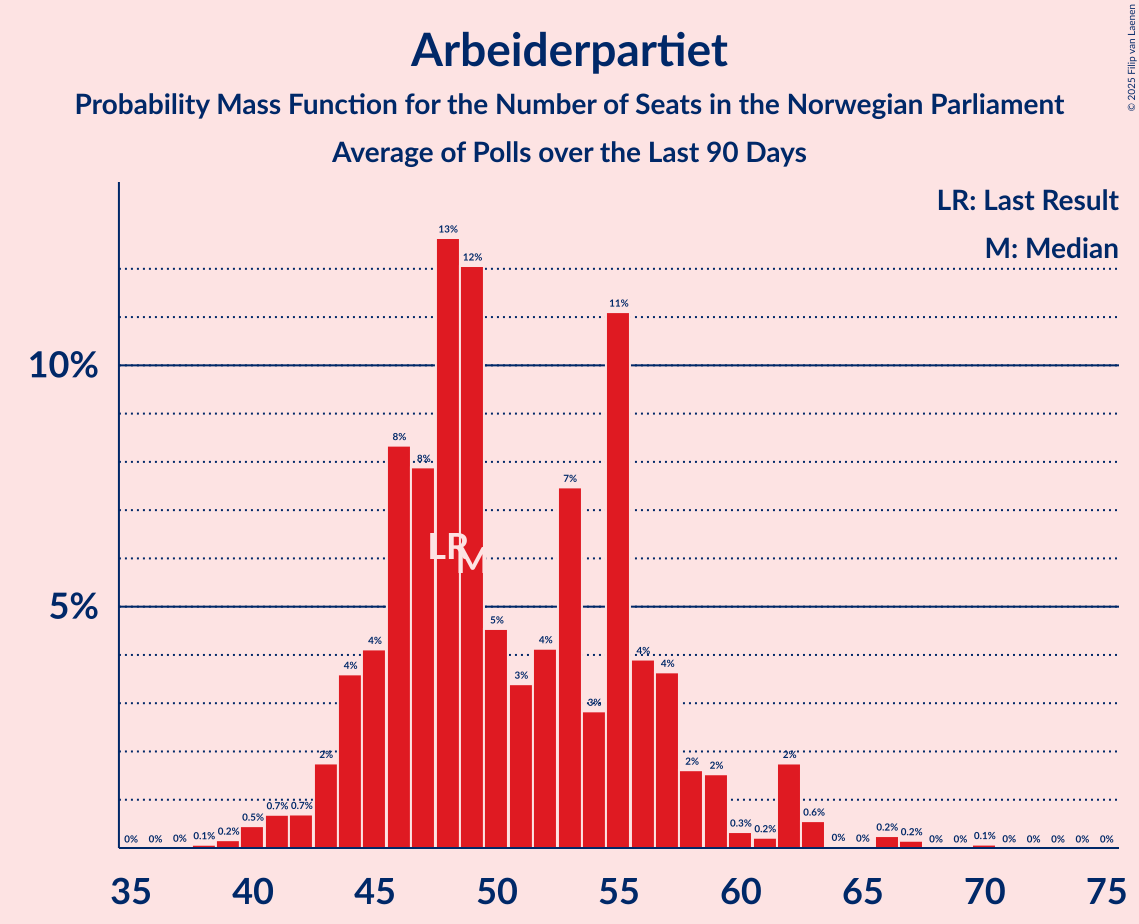 Arbeiderpartiet
Probability Mass Function for the Number of Seats in the Norwegian Parliament
Average of Polls over the Last 90 Days
© 2025 Filip van Laenen
LR: Last Result
M: Median
10%
5%
0% 0% 0% 0.1% 0.2% 0.5% 0.7% 0.7% 2% 4% 4% 8% 8% 13% 12% 5% 3% 4% 7% 3% 11% 4% 4% 2% 2% 0.3% 0.2% 2% 0.6% 0% 0% 0.2% 0.2% 0% 0% 0.1% 0% 0% 0% 0% 0%
LR
M
35 40 45 50 55 60 65 70 75